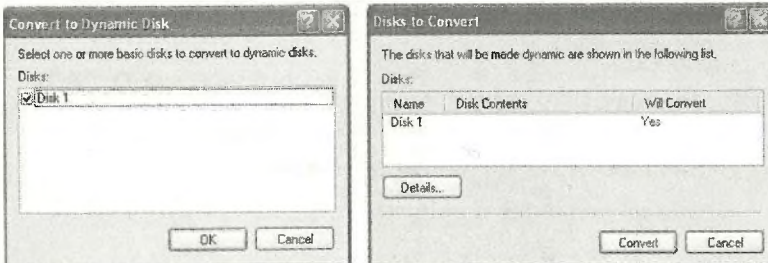 Convert to Dynamic Disk
Select one or more basic disks to convert to dynamic disks.
Disks:
Disk 1
OK
Cancel
Disks to Convert
The disks that will be made dynamic are shown in the following list.
Disks:
Name Disk Contents Will Convert
Disk 1 Yes
Details...
Convert
Cancel